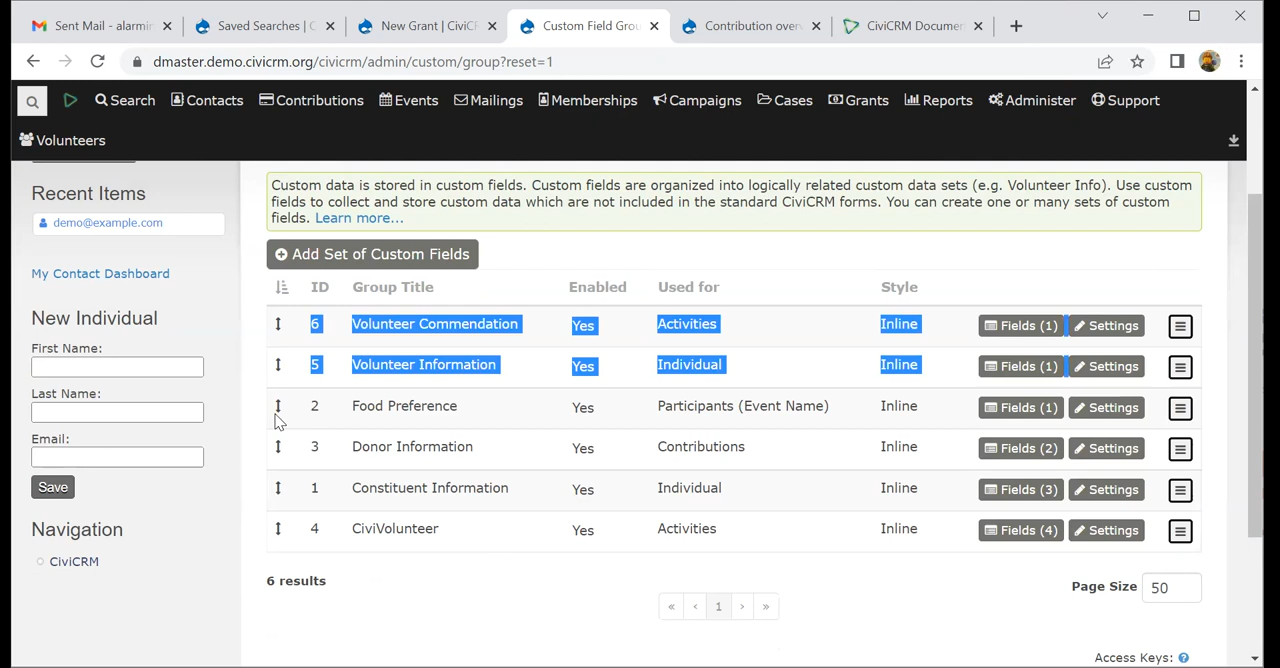 Sent Mail - alarmin
Saved Searches | C
New Grant | CiviC
Custom Field Grou
Contribution over
CiviCRM Documen
dmaster.demo.civicrm.org/civicrm/admin/custom/group?reset=1
Search Contacts Contributions Events Mailings Memberships Campaigns Cases Grants Reports Administer Support
Volunteers
Recent Items
demo@example.com
My Contact Dashboard
New Individual
First Name:
Last Name:
Email:
Save
Navigation
CiviCRM
Custom data is stored in custom fields. Custom fields are organized into logically related custom data sets (e.g. Volunteer Info). Use custom
fields to collect and store custom data which are not included in the standard CiviCRM forms. You can create one or many sets of custom
fields. Learn more...
Add Set of Custom Fields
ID Group Title Enabled Used for Style
6 Volunteer Commendation Yes Activities Inline Fields (1) Settings
5 Volunteer Information Yes Individual Inline Fields (1) Settings
2 Food Preference Yes Participants (Event Name) Inline Fields (1) Settings
3 Donor Information Yes Contributions Inline Fields (2) Settings
1 Constituent Information Yes Individual Inline Fields (3) Settings
4 CiviVolunteer Yes Activities Inline Fields (4) Settings
6 results
Page Size 50
« ‹ 1 › »
Access Keys: ?